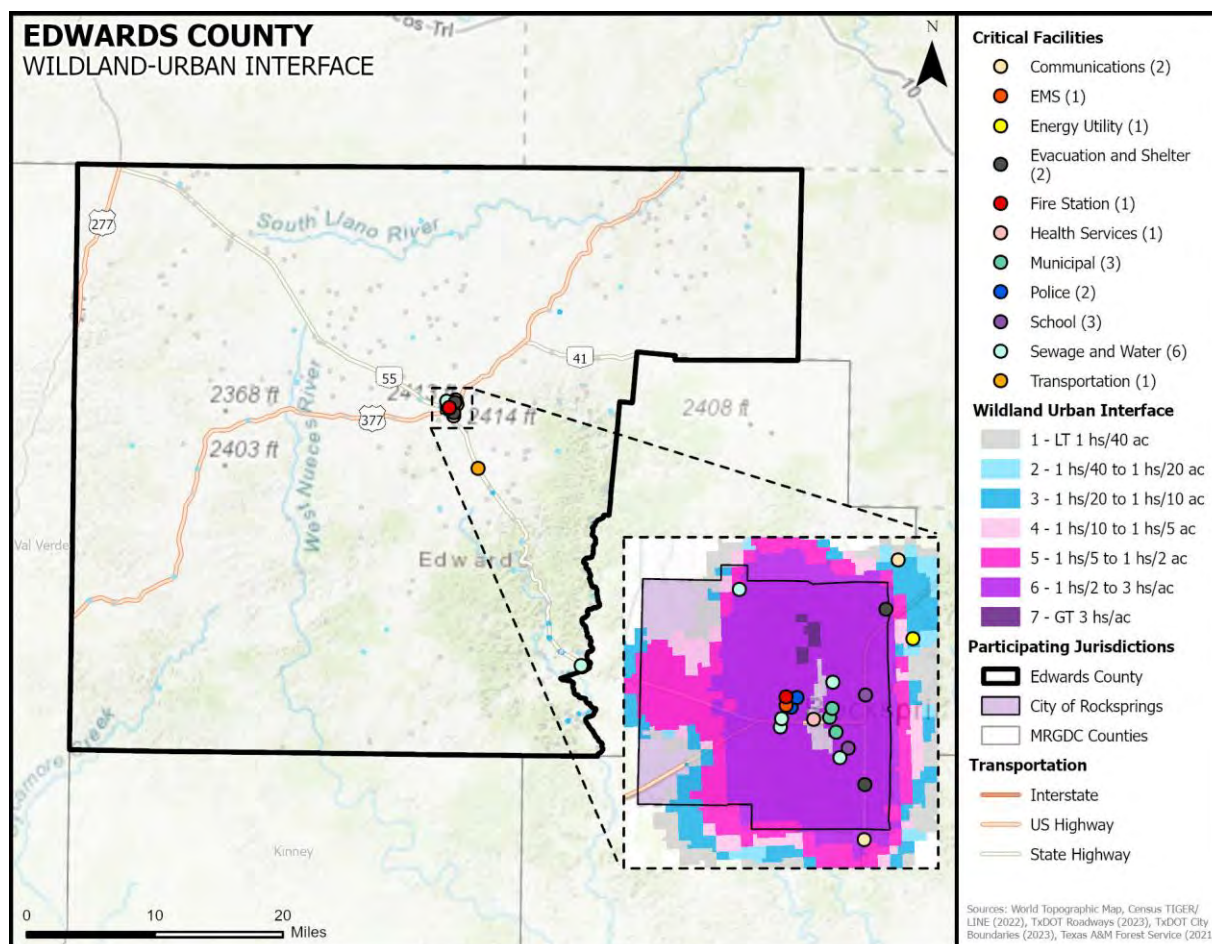 EDWARDS COUNTY
WILDLAND-URBAN INTERFACE
N
10
277
South Llano River
55
41
2368 ft
377
2414 ft
2408 ft
2403 ft
West Nueces River
Val Verde
Edward
Kinney
0 10 20
Miles
Critical Facilities
Communications (2)
EMS (1)
Energy Utility (1)
Evacuation and Shelter
(2)
Fire Station (1)
Health Services (1)
Municipal (3)
Police (2)
School (3)
Sewage and Water (6)
Transportation (1)
Wildland Urban Interface
1 - LT 1 hs/40 ac
2 - 1 hs/40 to 1 hs/20 ac
3 - 1 hs/20 to 1 hs/10 ac
4 - 1 hs/10 to 1 hs/5 ac
5 - 1 hs/5 to 1 hs/2 ac
6 - 1 hs/2 to 3 hs/ac
7 - GT 3 hs/ac
Participating Jurisdictions
Edwards County
City of Rocksprings
MRGDC Counties
Transportation
Interstate
US Highway
State Highway
Sources: World Topographic Map, Census TIGER/
LINE (2022), TxDOT Roadways (2023), TxDOT City
Boundaries (2023), Texas A&M Forest Service (2021